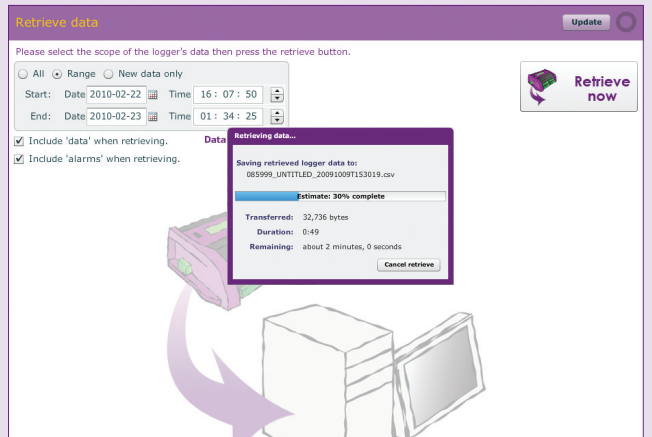 Retrieve data
Update
Please select the scope of the logger's data then press the retrieve button.
All Range New data only
Start: Date 2010-02-22 Time 16 : 07 : 50
End: Date 2010-02-23 Time 01 : 34 : 25
Retrieve
now
Include 'data' when retrieving.
Data
Include 'alarms' when retrieving.
Retrieving data...
Saving retrieved logger data to:
085999_UNTITLED_20091009T153019.csv
Estimate: 30% complete
Transferred: 32,736 bytes
Duration: 0:49
Remaining: about 2 minutes, 0 seconds
Cancel retrieve